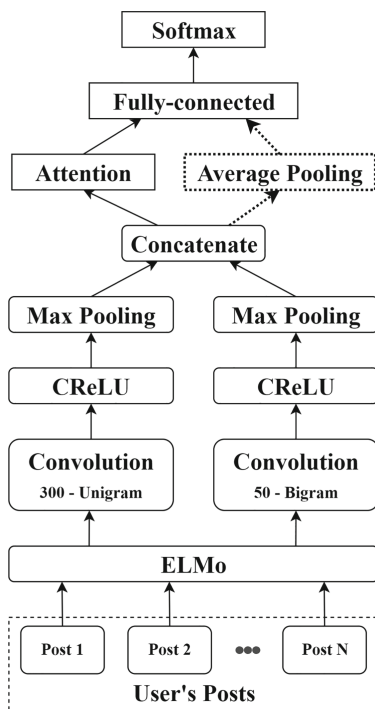 Softmax
Fully-connected
Attention
Average Pooling
Concatenate
Max Pooling
Max Pooling
CReLU
CReLU
Convolution
300 - Unigram
Convolution
50 - Bigram
ELMo
Post 1
Post 2
Post N
User's Posts